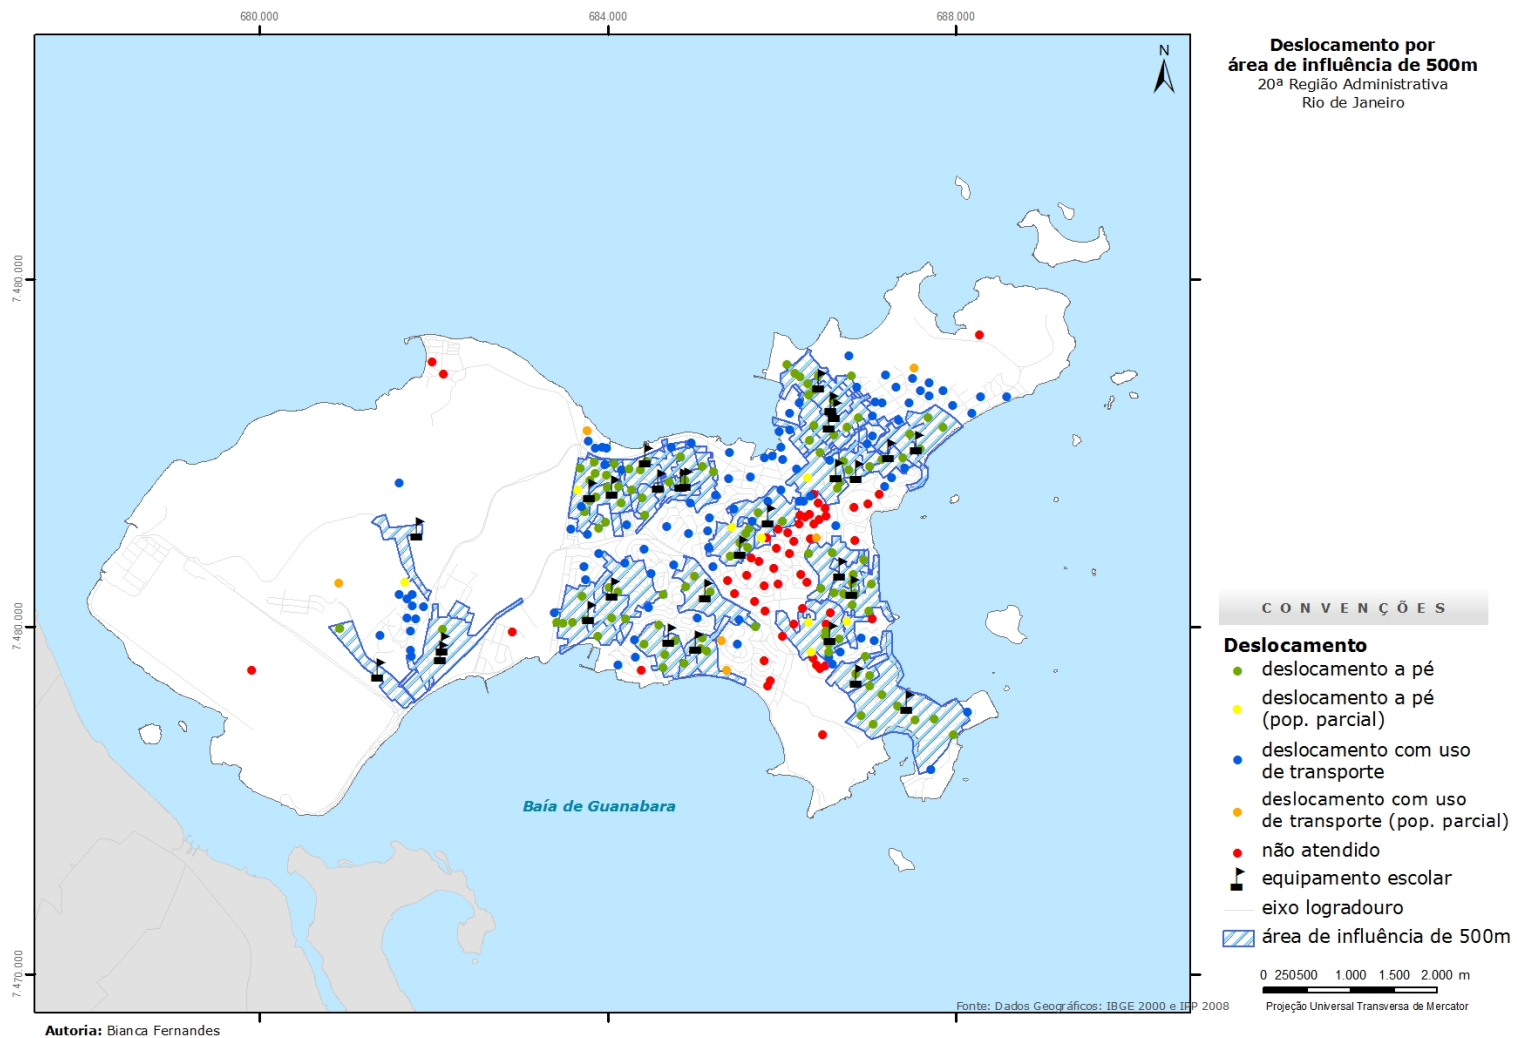 680.000
684.000
688.000
Deslocamento por
área de influência de 500m
20ª Região Administrativa
Rio de Janeiro
N
7.480.000
7.480.000
7.470.000
Baía de Guanabara
CONVENÇÕES
Deslocamento
deslocamento a pé
deslocamento a pé
(pop. parcial)
deslocamento com uso
de transporte
deslocamento com uso
de transporte (pop. parcial)
não atendido
equipamento escolar
eixo logradouro
área de influência de 500m
0 250500 1.000 1.500 2.000 m
Projeção Universal Transversa de Mercator
Fonte: Dados Geográficos: IBGE 2000 e IPP 2008
Autoria: Bianca Fernandes